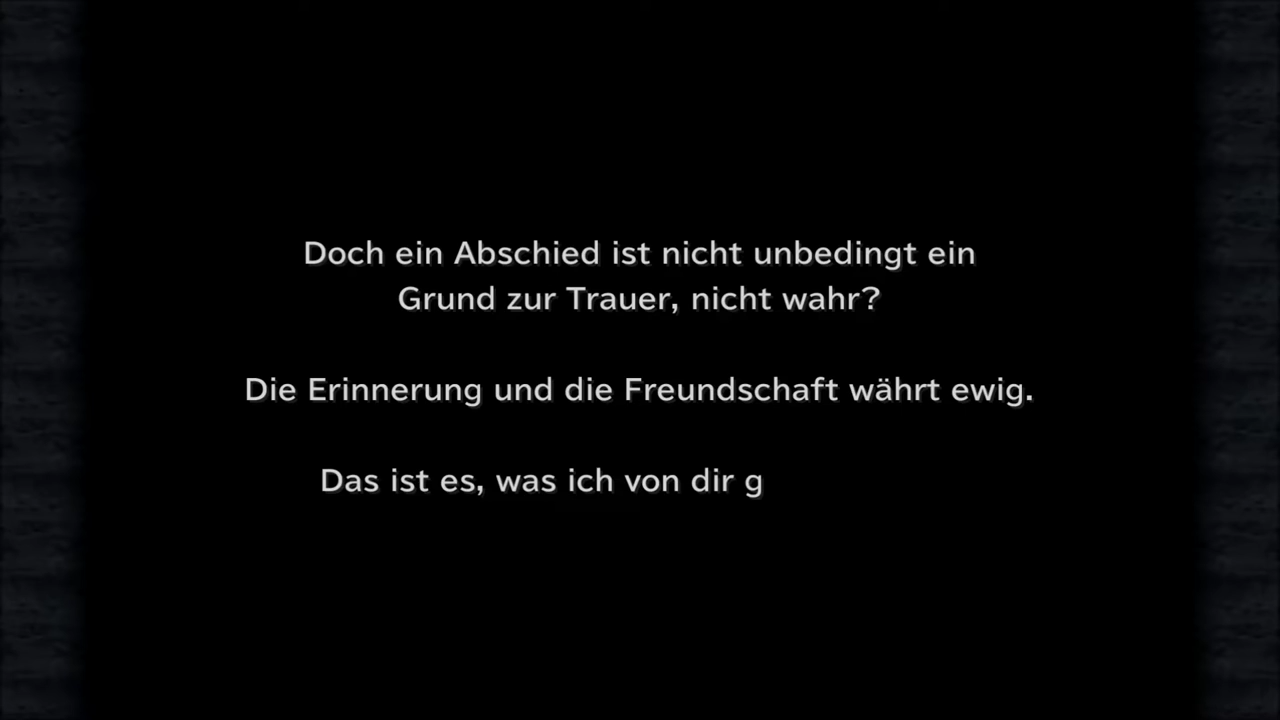 Doch ein Abschied ist nicht unbedingt ein
Grund zur Trauer, nicht wahr?
Die Erinnerung und die Freundschaft währt ewig.
Das ist es, was ich von dir g